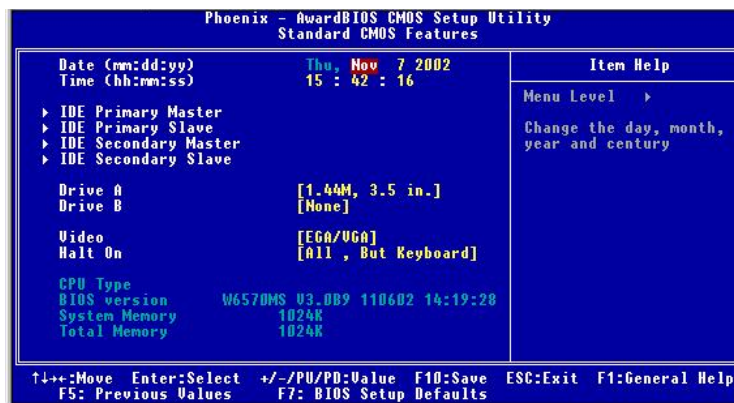 Phoenix - AwardBIOS CMOS Setup Utility
Standard CMOS Features
Date (mm:dd:yy) Thu, Nov 7 2002
Time (hh:mm:ss) 15 : 42 : 16
IDE Primary Master
IDE Primary Slave
IDE Secondary Master
IDE Secondary Slave
Drive A [1.44M, 3.5 in.]
Drive B [None]
Video [EGA/VGA]
Halt On [All , But Keyboard]
CPU Type
BIOS version W6570MS V3.0B9 110602 14:19:28
System Memory 1024K
Total Memory 1024K
Item Help
Menu Level
Change the day, month,
year and century
↑↓→←:Move Enter:Select +/-/PU/PD:Value F10:Save ESC:Exit F1:General Help
F5: Previous Values F7: BIOS Setup Defaults